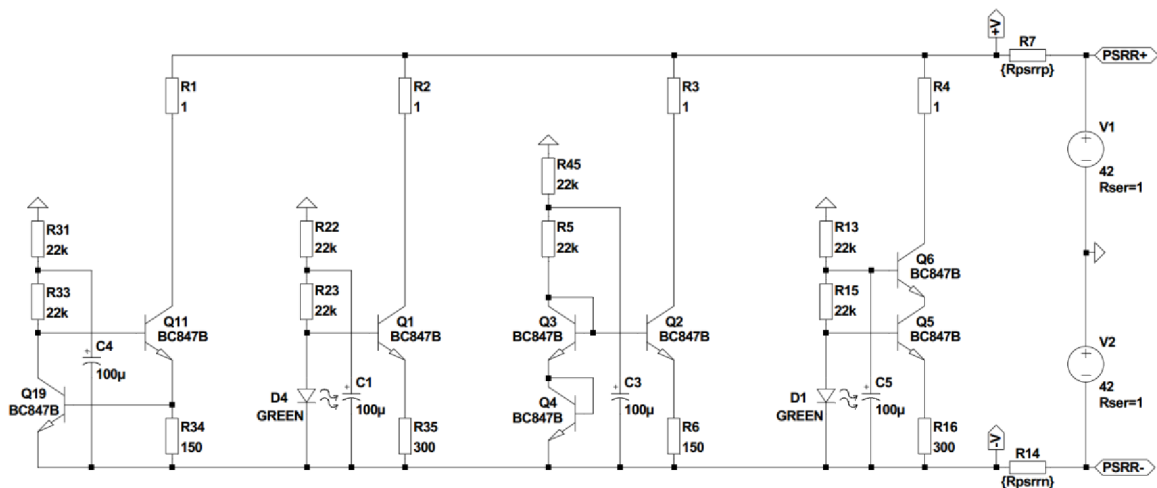 +V
R7
{Rpsrrp}
PSRR+
R1
1
R2
1
R3
1
R4
1
V1
42
Rser=1
R45
22k
R31
22k
R22
22k
R5
22k
R13
22k
Q6
BC847B
R33
22k
Q11
BC847B
R23
22k
Q1
BC847B
Q3
BC847B
Q2
BC847B
R15
22k
Q5
BC847B
C4
100µ
V2
42
Rser=1
Q19
BC847B
D4
GREEN
C1
100µ
Q4
BC847B
C3
100µ
D1
GREEN
C5
100µ
R34
150
R35
300
R6
150
R16
300
-V
R14
{Rpsrrn}
PSRR-